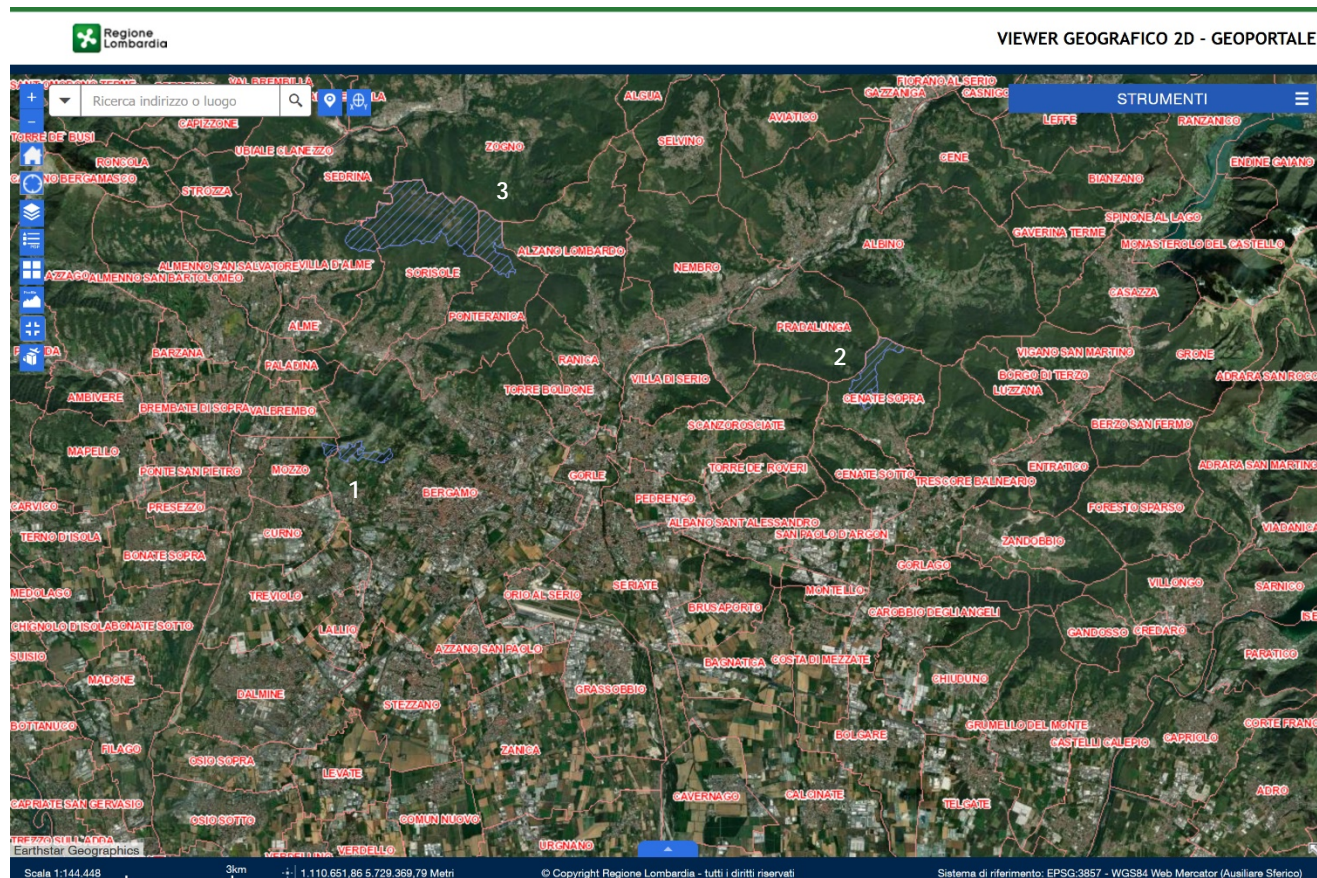 Regione
Lombardia
VIEWER GEOGRAFICO 2D - GEOPORTALE
VAL BREMBILLA
ALGUA
FIORANO AL SERIO
GAZZANIGA
CASNIGO
Ricerca indirizzo o luogo
STRUMENTI
AVIATICO
LEFFE
RANZANICO
CAPIZZONE
TORRE DE' BUSI
UBIALE CLANEZZO
ZOGNO
SELVINO
CENE
RONCOLA
ENDINE GAIANO
SEDRINA
BIANZANO
NO BERGAMASCO
STROZZA
3
SPINONE AL LAGO
GAVERINA TERME
ALBINO
MONASTEROLO DEL CASTELLO
ALZANO LOMBARDO
ALMENNO SAN SALVATORE
VILLA D'ALME'
SORISOLE
NEMBRO
AZZAGO
ALMENNO SAN BARTOLOMEO
CASAZZA
PONTERANICA
ALME'
PRADALUNGA
2
BARZANA
RANICA
VIGANO SAN MARTINO
GRONE
PALADINA
VILLA DI SERIO
BORGO DI TERZO
ADRARA SAN ROCC
TORRE BOLDONE
LUZZANA
AMBIVERE
CENATE SOPRA
BREMBATE DI SOPRA
VALBREMBO
SCANZOROSCIATE
BERZO SAN FERMO
MAPELLO
PONTE SAN PIETRO
MOZZO
GORLE
TORRE DE' ROVERI
CENATE SOTTO
ENTRATICO
ADRARA SAN MARTINO
TRESCORE BALNEARIO
1
BERGAMO
PEDRENGO
CARVICO
PRESEZZO
FORESTO SPARSO
ALBANO SANT'ALESSANDRO
SAN PAOLO D'ARGON
VIADANICA
TERNO D'ISOLA
CURNO
ZANDOBBIO
BONATE SOPRA
GORLAGO
SERIATE
VILLONGO
SARNICO
MEDOLAGO
TREVIOLO
ORIO AL SERIO
MONTELLO
BRUSAPORTO
CAROBBIO DEGLI ANGELI
CHIGNOLO D'ISOLA
BONATE SOTTO
LALLIO
GANDOSSO
CREDARO
SUISIO
AZZANO SAN PAOLO
BAGNATICA
COSTA DI MEZZATE
PARATICO
MADONE
CHIUDUNO
DALMINE
GRASSOBBIO
STEZZANO
BOTTANUCO
GRUMELLO DEL MONTE
CORTE FRANC
BOLGARE
CAPRIOLO
CASTELLI CALEPIO
FILAGO
ZANICA
OSIO SOPRA
LEVATE
ADRO
CAVERNAGO
CALCINATE
CAPRIATE SAN GERVASIO
TELGATE
OSIO SOTTO
COMUN NUOVO
TREZZO SULL'ADDA
URGNANO
Earthstar Geographics
VERDELLINO
VERDELLO
Scala 1:144.448
3km
1.110.651,86 5.729.369,79 Metri
© Copyright Regione Lombardia - tutti i diritti riservati
Sistema di riferimento: EPSG:3857 - WGS84 Web Mercator (Ausiliare Sferico)